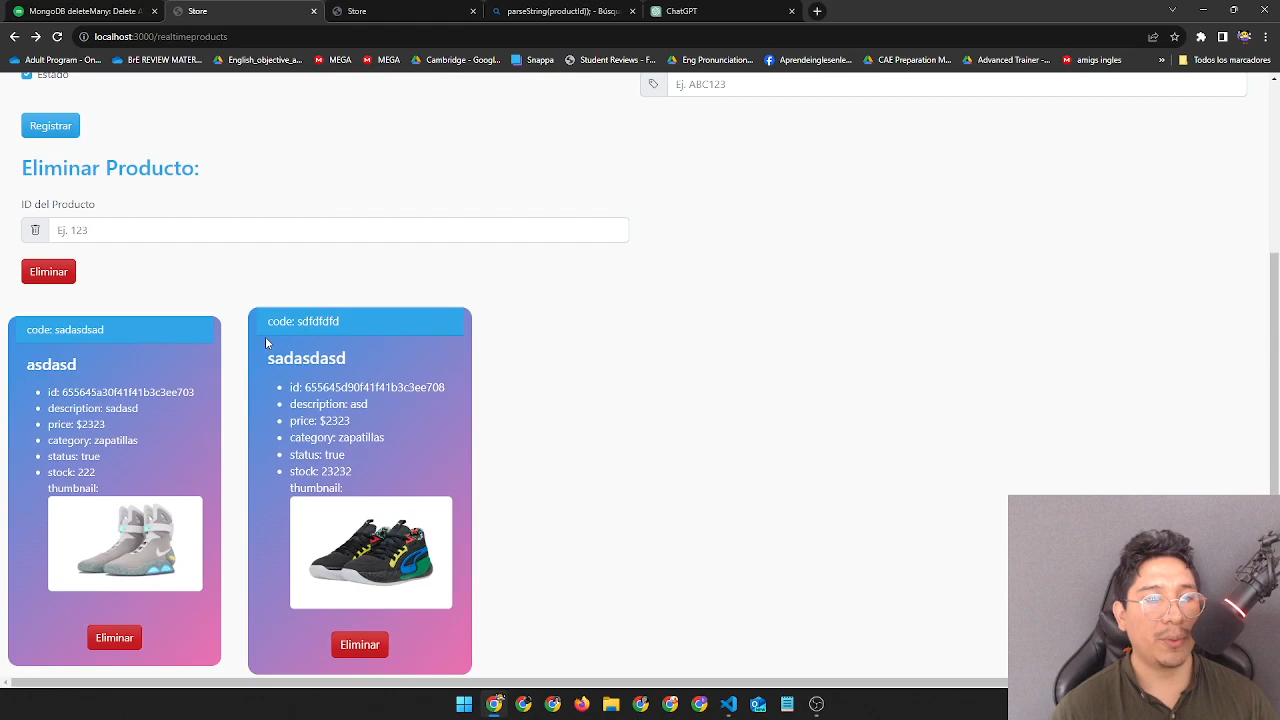 MongoDB deleteMany: Delete A
Store
Store
parseString(productId)); - Búsqu
ChatGPT
localhost:3000/realtimeproducts
Adult Program - On...
BrE REVIEW MATER...
English_objective_a...
MEGA
MEGA
Cambridge - Googl...
Snappa
Student Reviews - F...
Eng Pronunciation...
Aprendeinglesenle...
CAE Preparation M...
Advanced Trainer -...
amigs ingles
»
Todos los marcadores
Estado
Ej. ABC123
Registrar
Eliminar Producto:
ID del Producto
Ej. 123
Eliminar
code: sadasdsad
asdasd
id: 655645a30f41f41b3c3ee703
description: sadasd
price: $2323
category: zapatillas
status: true
stock: 222
thumbnail:
Eliminar
code: sdfdfdfd
sadasdasd
id: 655645d90f41f41b3c3ee708
description: asd
price: $2323
category: zapatillas
status: true
stock: 23232
thumbnail:
Eliminar